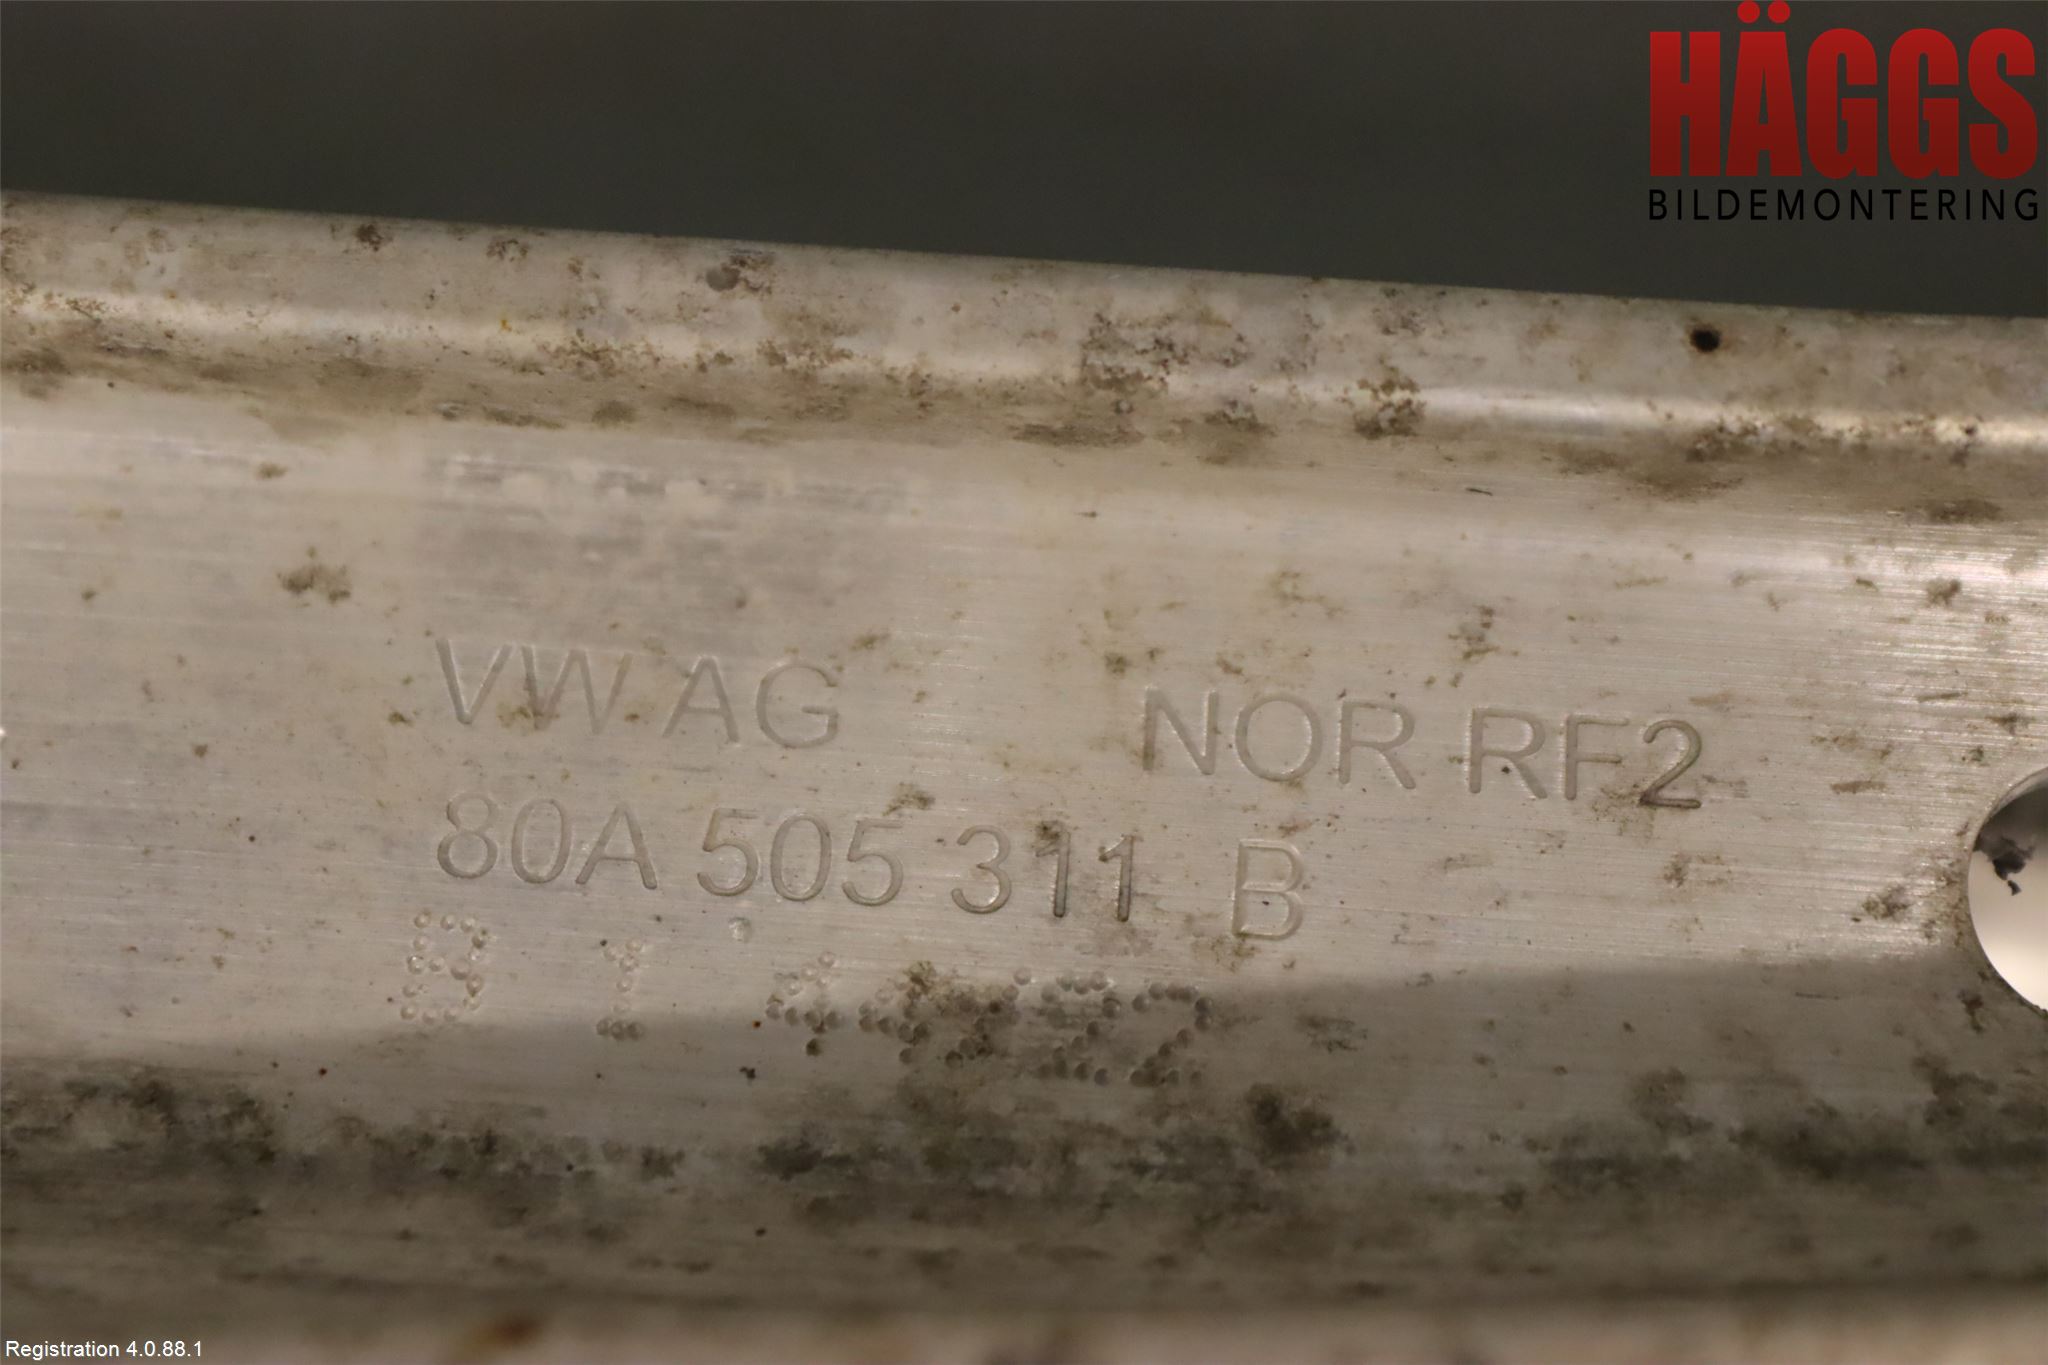 HÄGGS
BILDEMONTERING
VW AG NOR RF2
80A 505 311 B
Registration 4.0.88.1